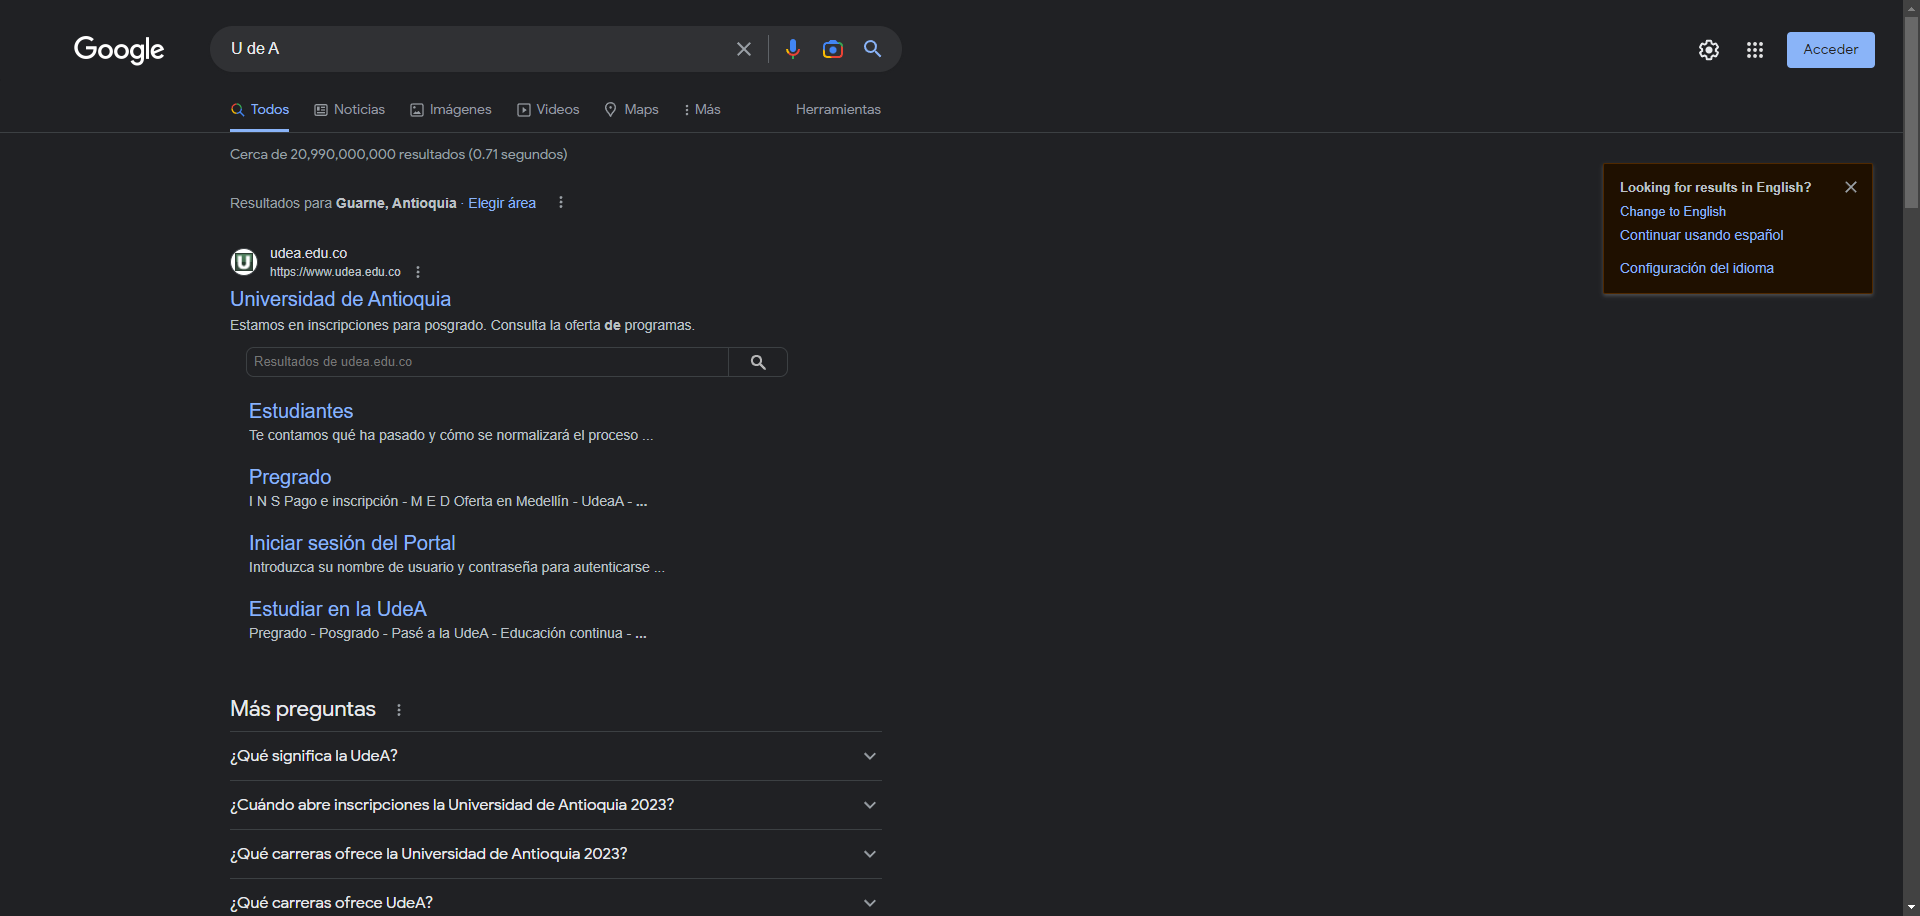 Google
U de A
Acceder
Todos Noticias Imágenes Videos Maps Más Herramientas
Cerca de 20,990,000,000 resultados (0.71 segundos)
Looking for results in English?
Change to English
Continuar usando español
Configuración del idioma
Resultados para Guarne, Antioquia · Elegir área
udea.edu.co
https://www.udea.edu.co
Universidad de Antioquia
Estamos en inscripciones para posgrado. Consulta la oferta de programas.
Resultados de udea.edu.co
Estudiantes
Te contamos qué ha pasado y cómo se normalizará el proceso ...
Pregrado
I N S Pago e inscripción - M E D Oferta en Medellín - UdeaA - ...
Iniciar sesión del Portal
Introduzca su nombre de usuario y contraseña para autenticarse ...
Estudiar en la UdeA
Pregrado - Posgrado - Pasé a la UdeA - Educación continua - ...
Más preguntas
¿Qué significa la UdeA?
¿Cuándo abre inscripciones la Universidad de Antioquia 2023?
¿Qué carreras ofrece la Universidad de Antioquia 2023?
¿Qué carreras ofrece UdeA?